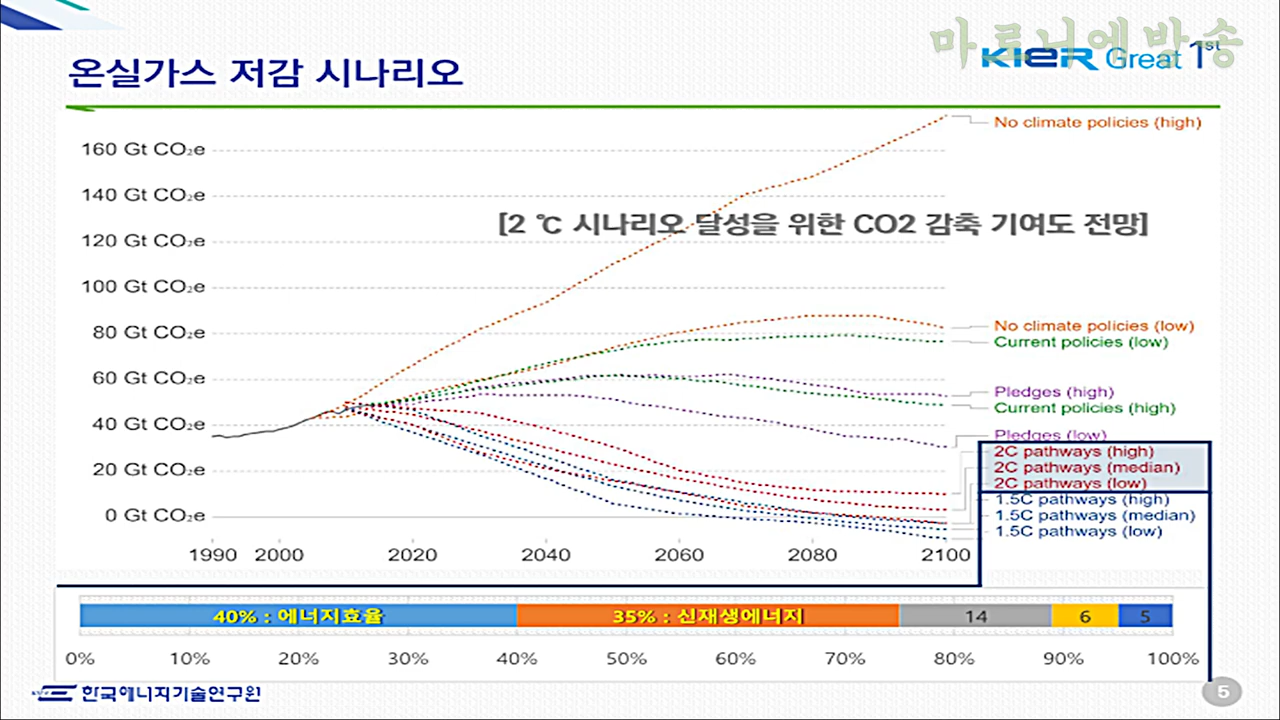 마로니에방송
온실가스 저감 시나리오
KIER Great 1st
No climate policies (high)
160 Gt CO₂e
140 Gt CO₂e
[2 ℃ 시나리오 달성을 위한 CO2 감축 기여도 전망]
120 Gt CO₂e
100 Gt CO₂e
80 Gt CO₂e
No climate policies (low)
Current policies (low)
60 Gt CO₂e
Pledges (high)
Current policies (high)
40 Gt CO₂e
Pledges (low)
2C pathways (high)
2C pathways (median)
20 Gt CO₂e
2C pathways (low)
1.5C pathways (high)
0 Gt CO₂e
1.5C pathways (median)
1.5C pathways (low)
1990 2000 2020 2040 2060 2080 2100
40% : 에너지효율 35% : 신재생에너지 14 6 5
0% 10% 20% 30% 40% 50% 60% 70% 80% 90% 100%
한국에너지기술연구원
5